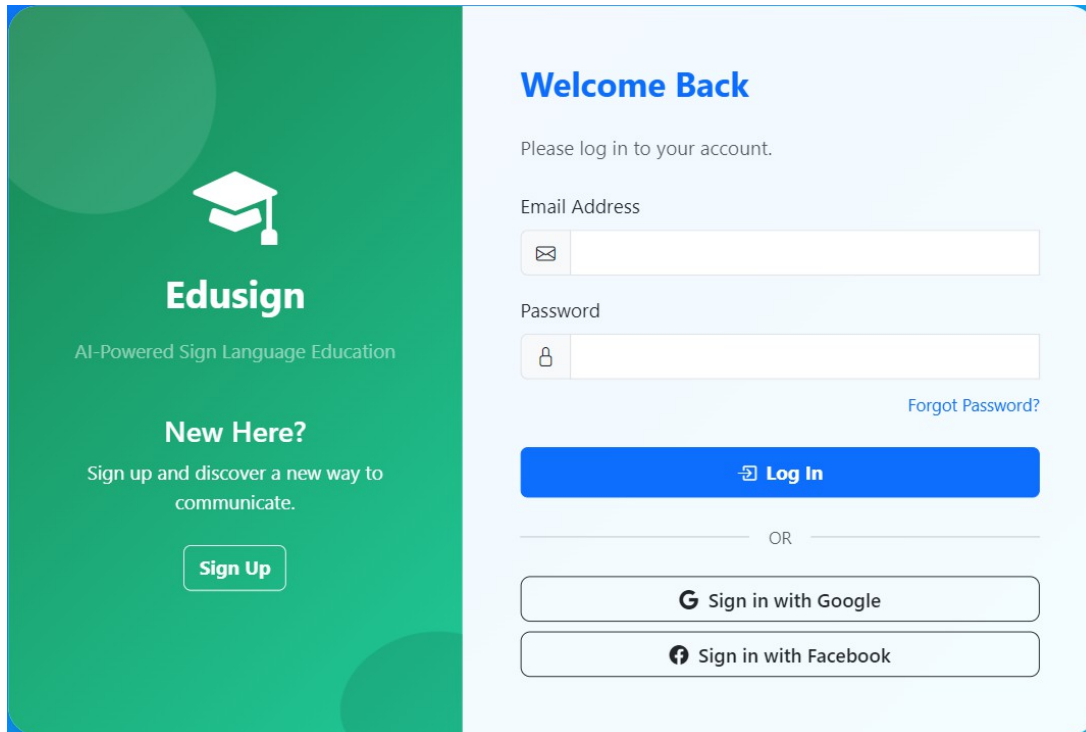 Edusign
AI-Powered Sign Language Education
New Here?
Sign up and discover a new way to
communicate.
Sign Up
Welcome Back
Please log in to your account.
Email Address
Password
Forgot Password?
Log In
OR
Sign in with Google
Sign in with Facebook